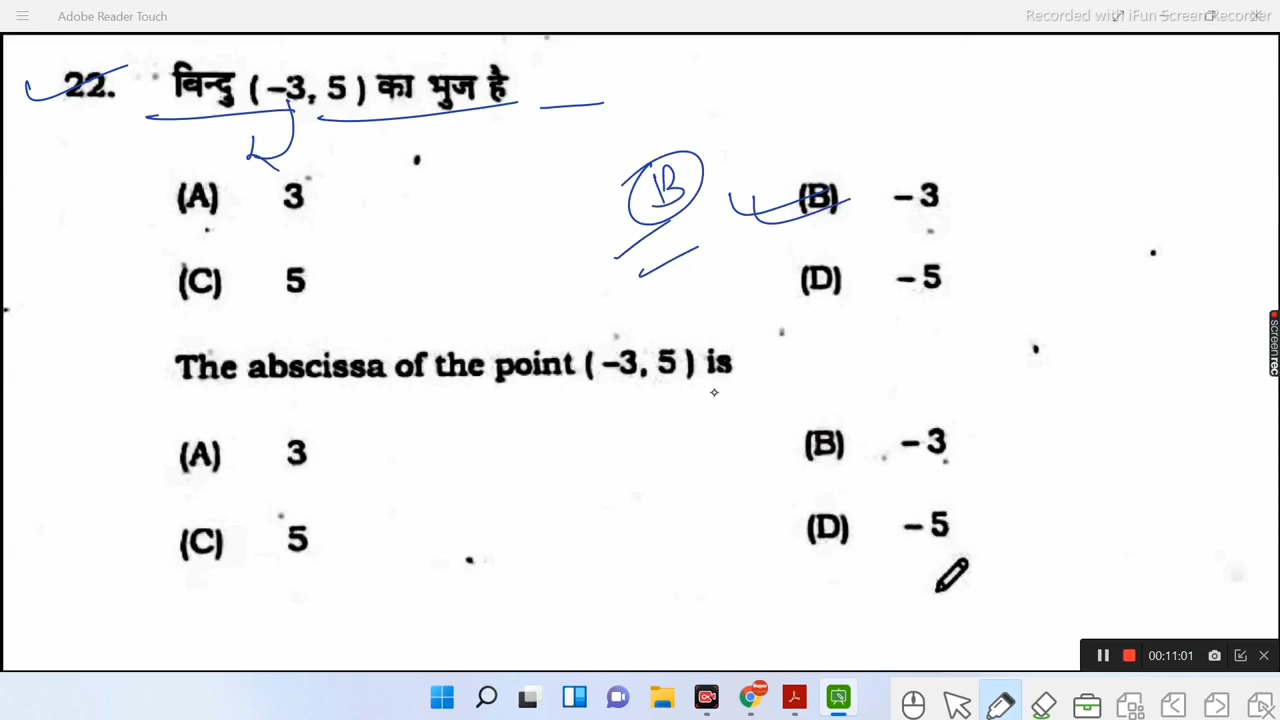 Adobe Reader Touch
Recorded with iFun Screen Recorder
22. बिन्दु ( –3, 5 ) का भुज है
(A) 3 (B) – 3
B
(C) 5 (D) – 5
The abscissa of the point ( –3, 5 ) is
(A) 3 (B) – 3
(C) 5 (D) – 5
screenrec
00:11:01